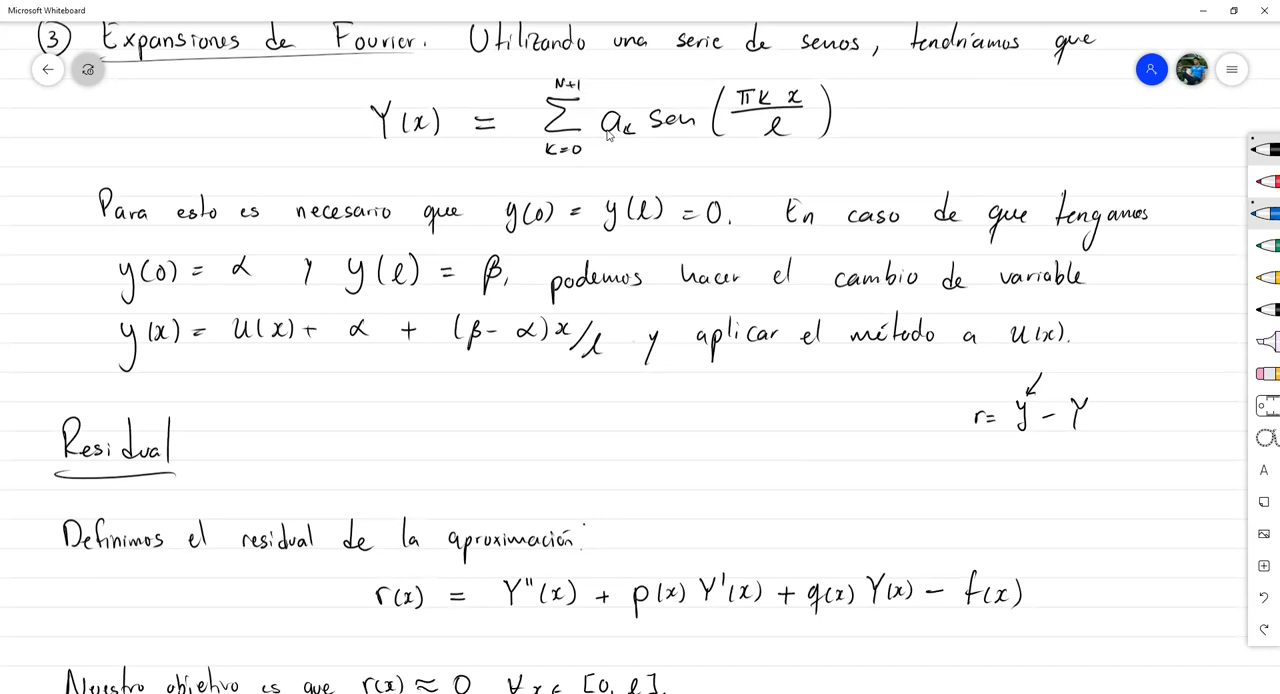 Microsoft Whiteboard
(3) Expansiones de Fourier. Utilizando una serie de senos, tendríamos que
Y(x) = \sum_{k=0}^{N+1} a_k sen(πk x / l)
Para esto es necesario que y(0) = y(l) = 0. En caso de que tengamos
y(0) = α y y(l) = β, podemos hacer el cambio de variable
y(x) = u(x) + α + (β - α)x/l y aplicar el método a u(x).
r = y - Y
Residual
Definimos el residual de la aproximación:
r(x) = Y''(x) + p(x) Y'(x) + q(x) Y(x) - f(x)
Nuestro objetivo es que r(x) ≈ 0 ∀ x ∈ [0, l].